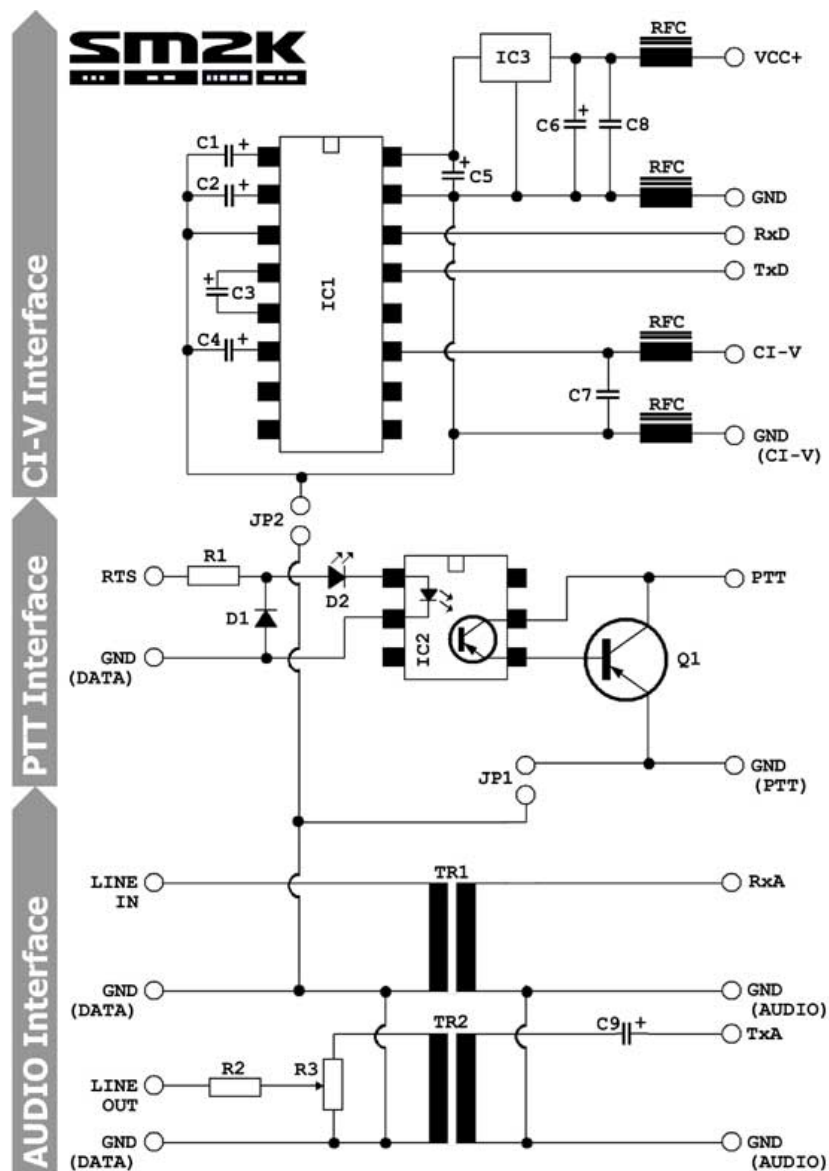 SM2K
RFC
VCC+
IC3
C6 +
C8
C1 +
C2 +
+ C5
RFC
GND
RxD
TxD
IC1
+ C3
C4 +
RFC
CI-V
C7
RFC
GND
(CI-V)
CI-V Interface
JP2
RTS
R1
D2
PTT
D1
IC2
Q1
GND
(DATA)
PTT Interface
JP1
GND
(PTT)
LINE
IN
TR1
RxA
GND
(DATA)
GND
(AUDIO)
TR2
C9 +
TxA
LINE
OUT
R2
R3
GND
(DATA)
GND
(AUDIO)
AUDIO Interface